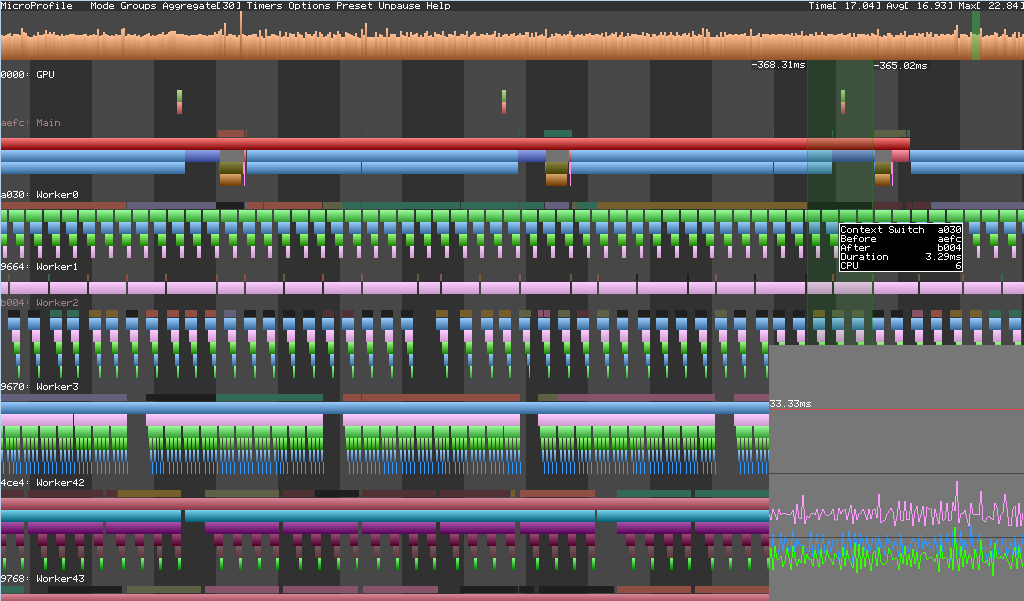 MicroProfile Mode Groups Aggregate[30] Timers Options Preset Unpause Help Time[ 17.04] Avg[ 16.93] Max[ 22.84]
-368.31ms -365.02ms
0000: GPU
aefc: Main
a030: Worker0
Context Switch a030
Before aefc
After b004
Duration 3.29ms
CPU 6
9664: Worker1
b004: Worker2
9670: Worker3
33.33ms
4ce4: Worker42
9768: Worker43